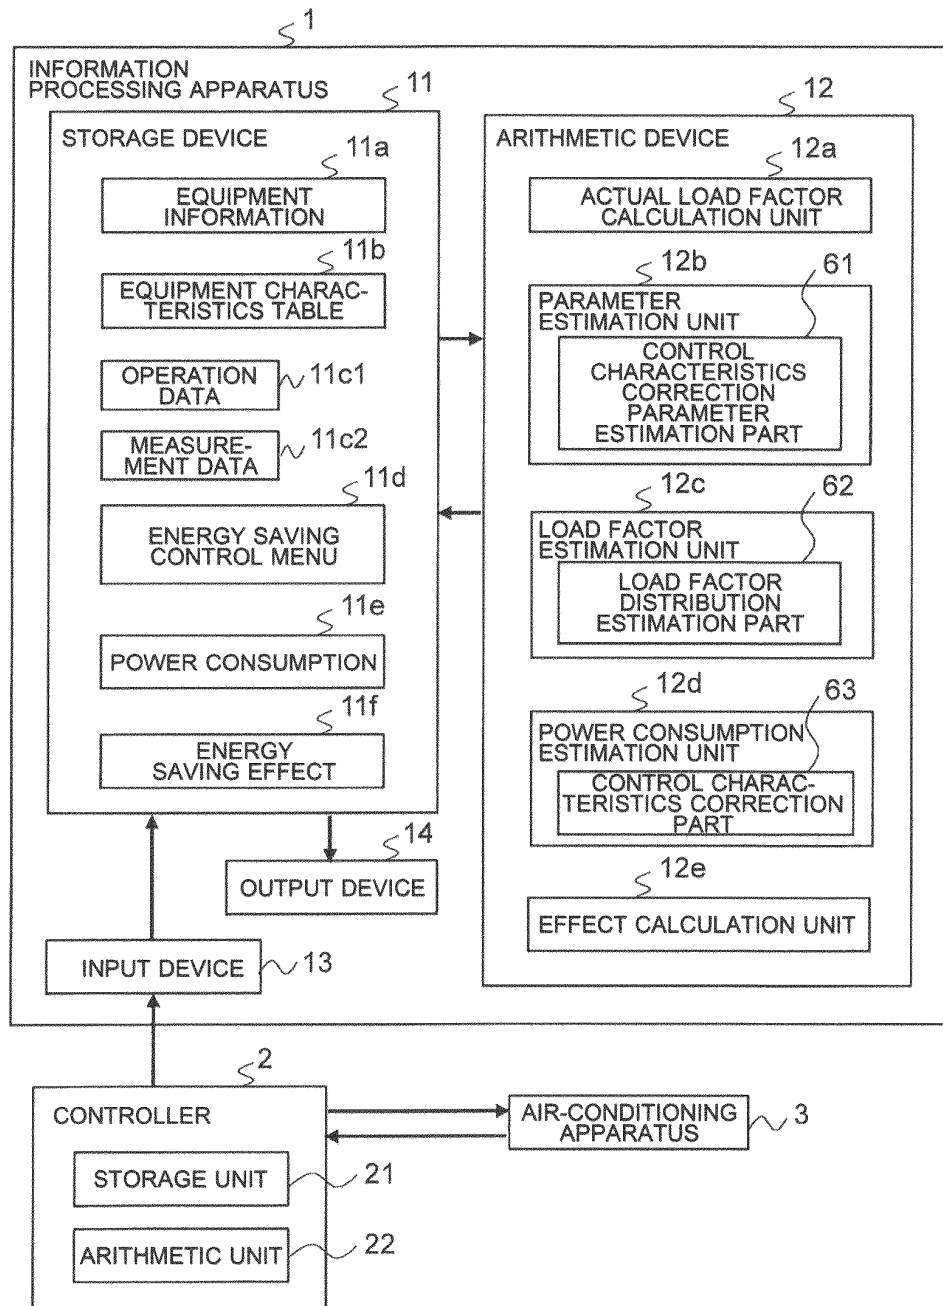 1
INFORMATION
PROCESSING APPARATUS
11
STORAGE DEVICE
11a
EQUIPMENT
INFORMATION
11b
EQUIPMENT CHARAC-
TERISTICS TABLE
OPERATION
DATA
11c1
MEASURE-
MENT DATA
11c2
11d
ENERGY SAVING
CONTROL MENU
11e
POWER CONSUMPTION
11f
ENERGY
SAVING EFFECT
12
ARITHMETIC DEVICE
12a
ACTUAL LOAD FACTOR
CALCULATION UNIT
12b
61
PARAMETER
ESTIMATION UNIT
CONTROL
CHARACTERISTICS
CORRECTION
PARAMETER
ESTIMATION PART
12c
62
LOAD FACTOR
ESTIMATION UNIT
LOAD FACTOR
DISTRIBUTION
ESTIMATION PART
12d
63
POWER CONSUMPTION
ESTIMATION UNIT
CONTROL CHARAC-
TERISTICS CORRECTION
PART
12e
EFFECT CALCULATION UNIT
14
OUTPUT DEVICE
INPUT DEVICE
13
2
CONTROLLER
STORAGE UNIT
21
ARITHMETIC UNIT
22
AIR-CONDITIONING
APPARATUS
3